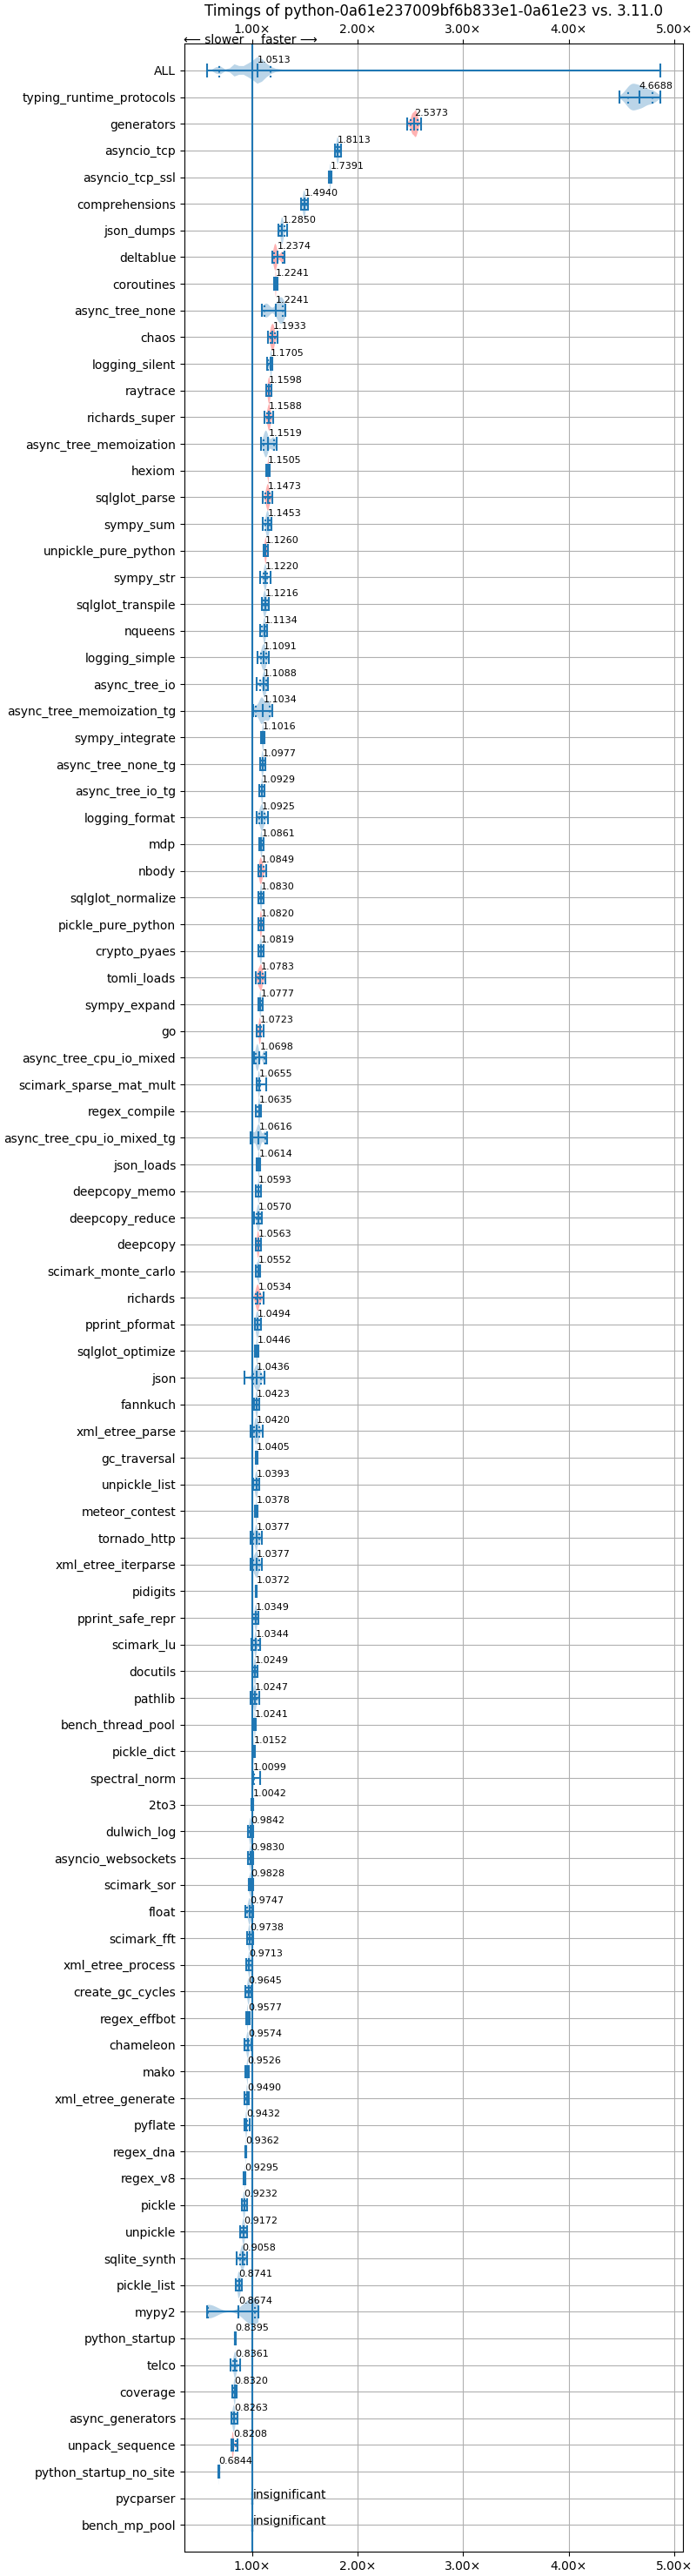 Timings of python-0a61e237009bf6b833e1-0a61e23 vs. 3.11.0
1.00× 2.00× 3.00× 4.00× 5.00×
⟵ slower faster ⟶
ALL 1.0513
typing_runtime_protocols 4.6688
generators 2.5373
asyncio_tcp 1.8113
asyncio_tcp_ssl 1.7391
comprehensions 1.4940
json_dumps 1.2850
deltablue 1.2374
coroutines 1.2241
async_tree_none 1.2241
chaos 1.1933
logging_silent 1.1705
raytrace 1.1598
richards_super 1.1588
async_tree_memoization 1.1519
hexiom 1.1505
sqlglot_parse 1.1473
sympy_sum 1.1453
unpickle_pure_python 1.1260
sympy_str 1.1220
sqlglot_transpile 1.1216
nqueens 1.1134
logging_simple 1.1091
async_tree_io 1.1088
async_tree_memoization_tg 1.1034
sympy_integrate 1.1016
async_tree_none_tg 1.0977
async_tree_io_tg 1.0929
logging_format 1.0925
mdp 1.0861
nbody 1.0849
sqlglot_normalize 1.0830
pickle_pure_python 1.0820
crypto_pyaes 1.0819
tomli_loads 1.0783
sympy_expand 1.0777
go 1.0723
async_tree_cpu_io_mixed 1.0698
scimark_sparse_mat_mult 1.0655
regex_compile 1.0635
async_tree_cpu_io_mixed_tg 1.0616
json_loads 1.0614
deepcopy_memo 1.0593
deepcopy_reduce 1.0570
deepcopy 1.0563
scimark_monte_carlo 1.0552
richards 1.0534
pprint_pformat 1.0494
sqlglot_optimize 1.0446
json 1.0436
fannkuch 1.0423
xml_etree_parse 1.0420
gc_traversal 1.0405
unpickle_list 1.0393
meteor_contest 1.0378
tornado_http 1.0377
xml_etree_iterparse 1.0377
pidigits 1.0372
pprint_safe_repr 1.0349
scimark_lu 1.0344
docutils 1.0249
pathlib 1.0247
bench_thread_pool 1.0241
pickle_dict 1.0152
spectral_norm 1.0099
2to3 1.0042
dulwich_log 0.9842
asyncio_websockets 0.9830
scimark_sor 0.9828
float 0.9747
scimark_fft 0.9738
xml_etree_process 0.9713
create_gc_cycles 0.9645
regex_effbot 0.9577
chameleon 0.9574
mako 0.9526
xml_etree_generate 0.9490
pyflate 0.9432
regex_dna 0.9362
regex_v8 0.9295
pickle 0.9232
unpickle 0.9172
sqlite_synth 0.9058
pickle_list 0.8741
mypy2 0.8674
python_startup 0.8395
telco 0.8361
coverage 0.8320
async_generators 0.8263
unpack_sequence 0.8208
python_startup_no_site 0.6844
pycparser insignificant
bench_mp_pool insignificant
1.00× 2.00× 3.00× 4.00× 5.00×